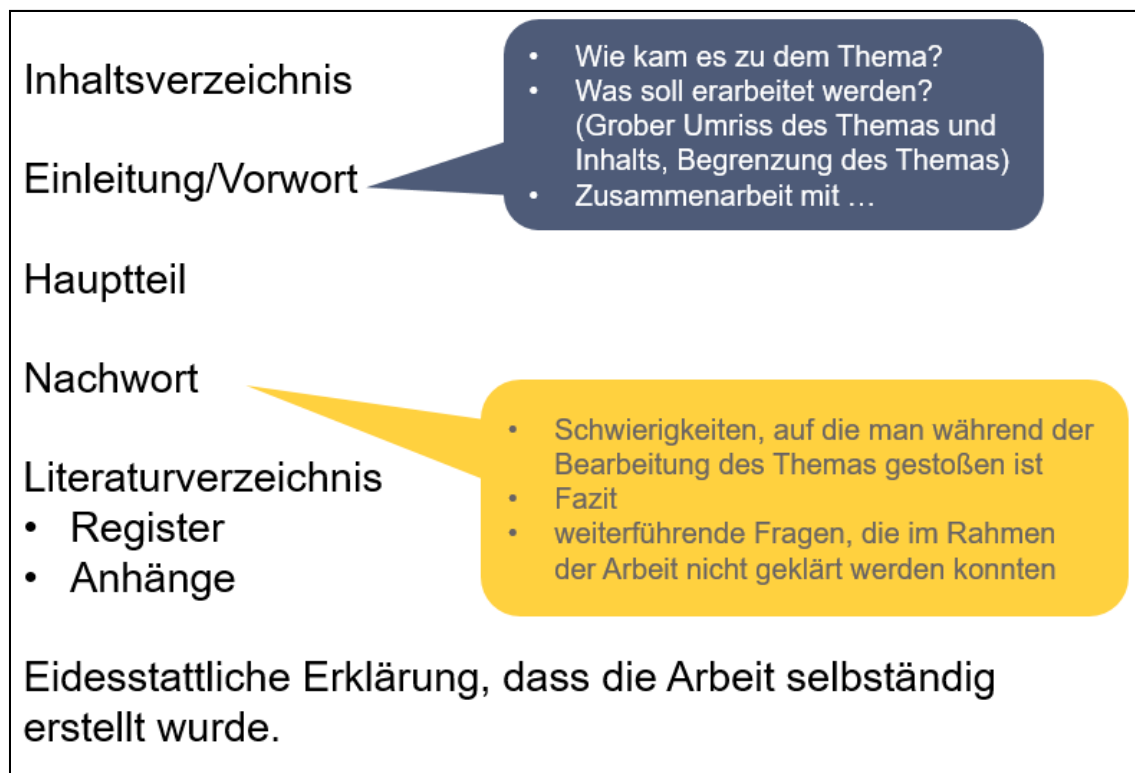 Inhaltsverzeichnis
Einleitung/Vorwort
• Wie kam es zu dem Thema?
• Was soll erarbeitet werden?
(Grober Umriss des Themas und
Inhalts, Begrenzung des Themas)
• Zusammenarbeit mit …
Hauptteil
Nachwort
• Schwierigkeiten, auf die man während der
Bearbeitung des Themas gestoßen ist
• Fazit
• weiterführende Fragen, die im Rahmen
der Arbeit nicht geklärt werden konnten
Literaturverzeichnis
• Register
• Anhänge
Eidesstattliche Erklärung, dass die Arbeit selbständig
erstellt wurde.